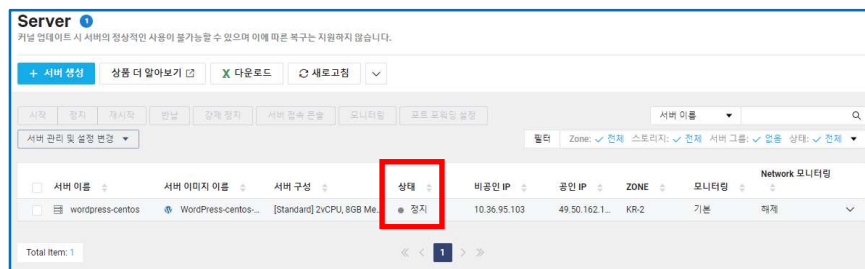 Server 1
커널 업데이트 시 서버의 정상적인 사용이 불가능할 수 있으며 이에 따른 복구는 지원하지 않습니다.
+ 서버 생성 상품 더 알아보기 다운로드 새로고침
시작 정지 재시작 반납 강제 정지 서버 접속 콘솔 모니터링 포트 포워딩 설정 서버 이름
서버 관리 및 설정 변경 필터 Zone: 전체 스토리지: 전체 서버 그룹: 없음 상태: 전체
Network 모니터링
서버 이름 서버 이미지 이름 서버 구성 상태 비공인 IP 공인 IP ZONE 모니터링
wordpress-centos WordPress-centos-... [Standard] 2vCPU, 8GB Me... 정지 10.36.95.103 49.50.162.1... KR-2 기본 해제
Total Item: 1 1